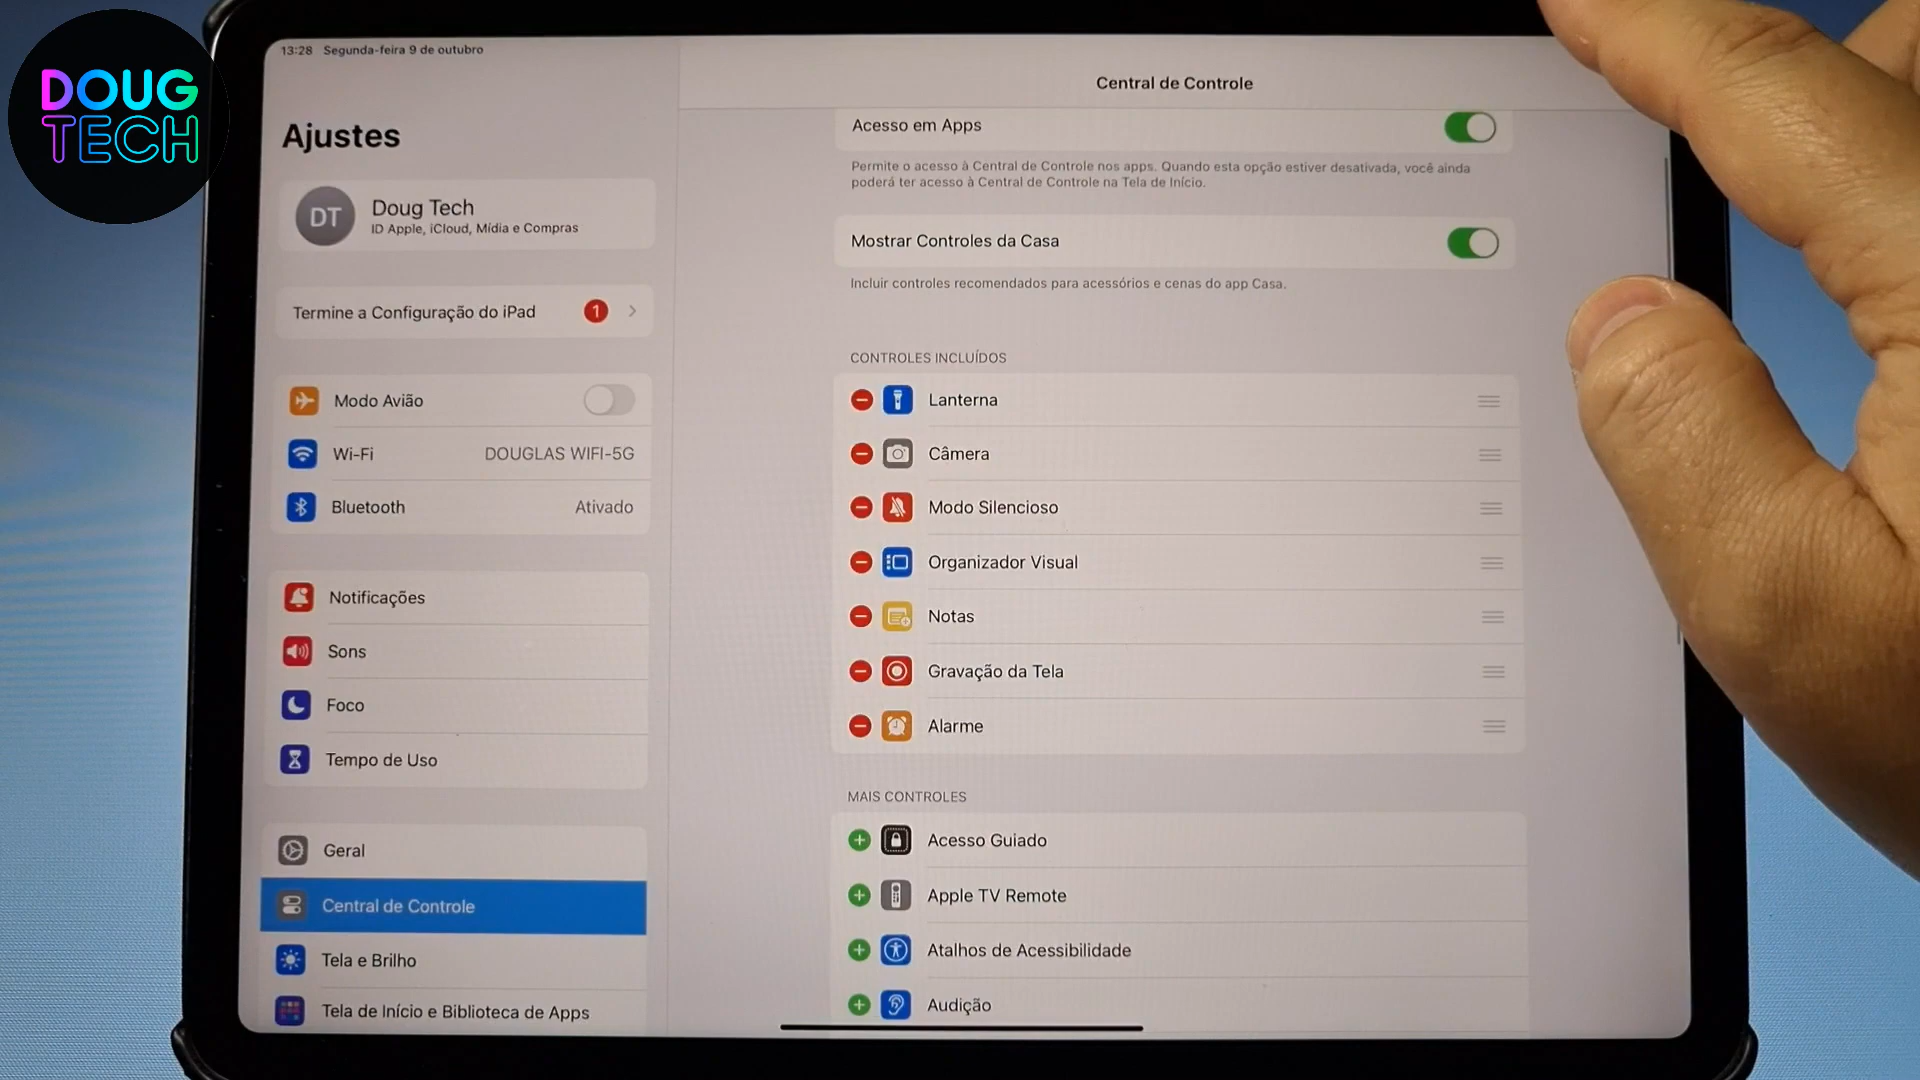 DOUG
TECH
13:28 Segunda-feira 9 de outubro
Ajustes
DT
Doug Tech
ID Apple, iCloud, Mídia e Compras
Termine a Configuração do iPad 1
Modo Avião
Wi-Fi DOUGLAS WIFI-5G
Bluetooth Ativado
Notificações
Sons
Foco
Tempo de Uso
Geral
Central de Controle
Tela e Brilho
Tela de Início e Biblioteca de Apps
Central de Controle
Acesso em Apps
Permite o acesso à Central de Controle nos apps. Quando esta opção estiver desativada, você ainda
poderá ter acesso à Central de Controle na Tela de Início.
Mostrar Controles da Casa
Incluir controles recomendados para acessórios e cenas do app Casa.
CONTROLES INCLUÍDOS
Lanterna
Câmera
Modo Silencioso
Organizador Visual
Notas
Gravação da Tela
Alarme
MAIS CONTROLES
Acesso Guiado
Apple TV Remote
Atalhos de Acessibilidade
Audição